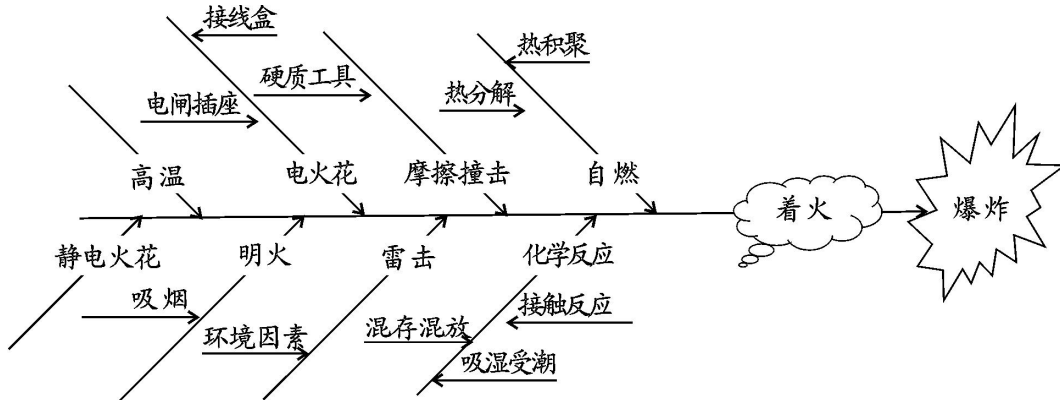 接线盒
热积聚
硬质工具
热分解
电闸插座
高温
电火花
摩擦撞击
自燃
着火
爆炸
静电火花
明火
雷击
化学反应
吸烟
接触反应
环境因素
混存混放
吸湿受潮